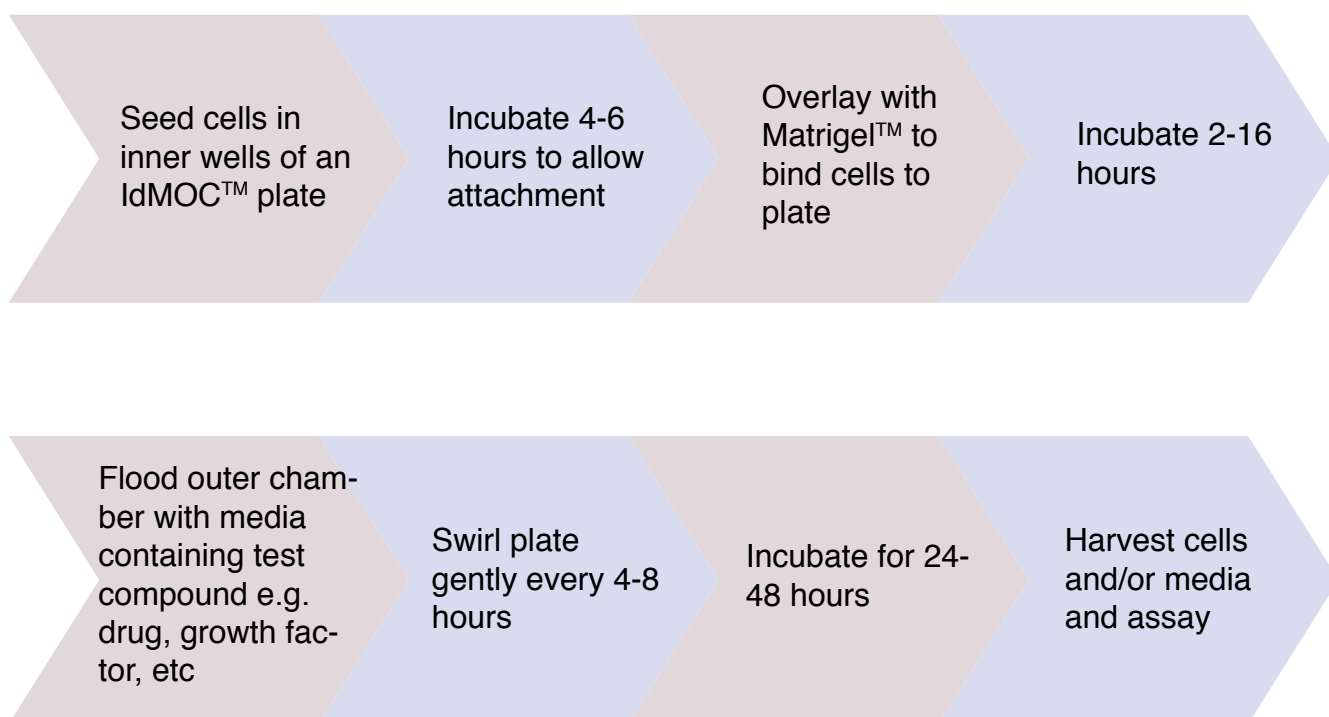 Seed cells in
inner wells of an
IdMOC™ plate
Incubate 4-6
hours to allow
attachment
Overlay with
Matrigel™ to
bind cells to
plate
Incubate 2-16
hours
Flood outer cham-
ber with media
containing test
compound e.g.
drug, growth fac-
tor, etc
Swirl plate
gently every 4-8
hours
Incubate for 24-
48 hours
Harvest cells
and/or media
and assay